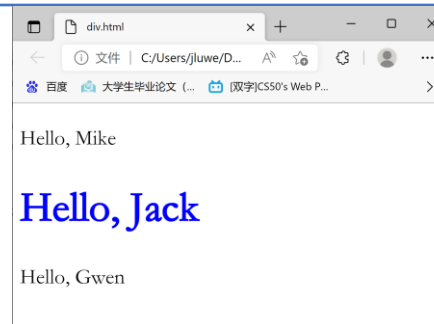 div.html
文件 | C:/Users/jluwe/D...
百度 大学生毕业论文 (... [双字]CS50's Web P...
Hello, Mike
Hello, Jack
Hello, Gwen